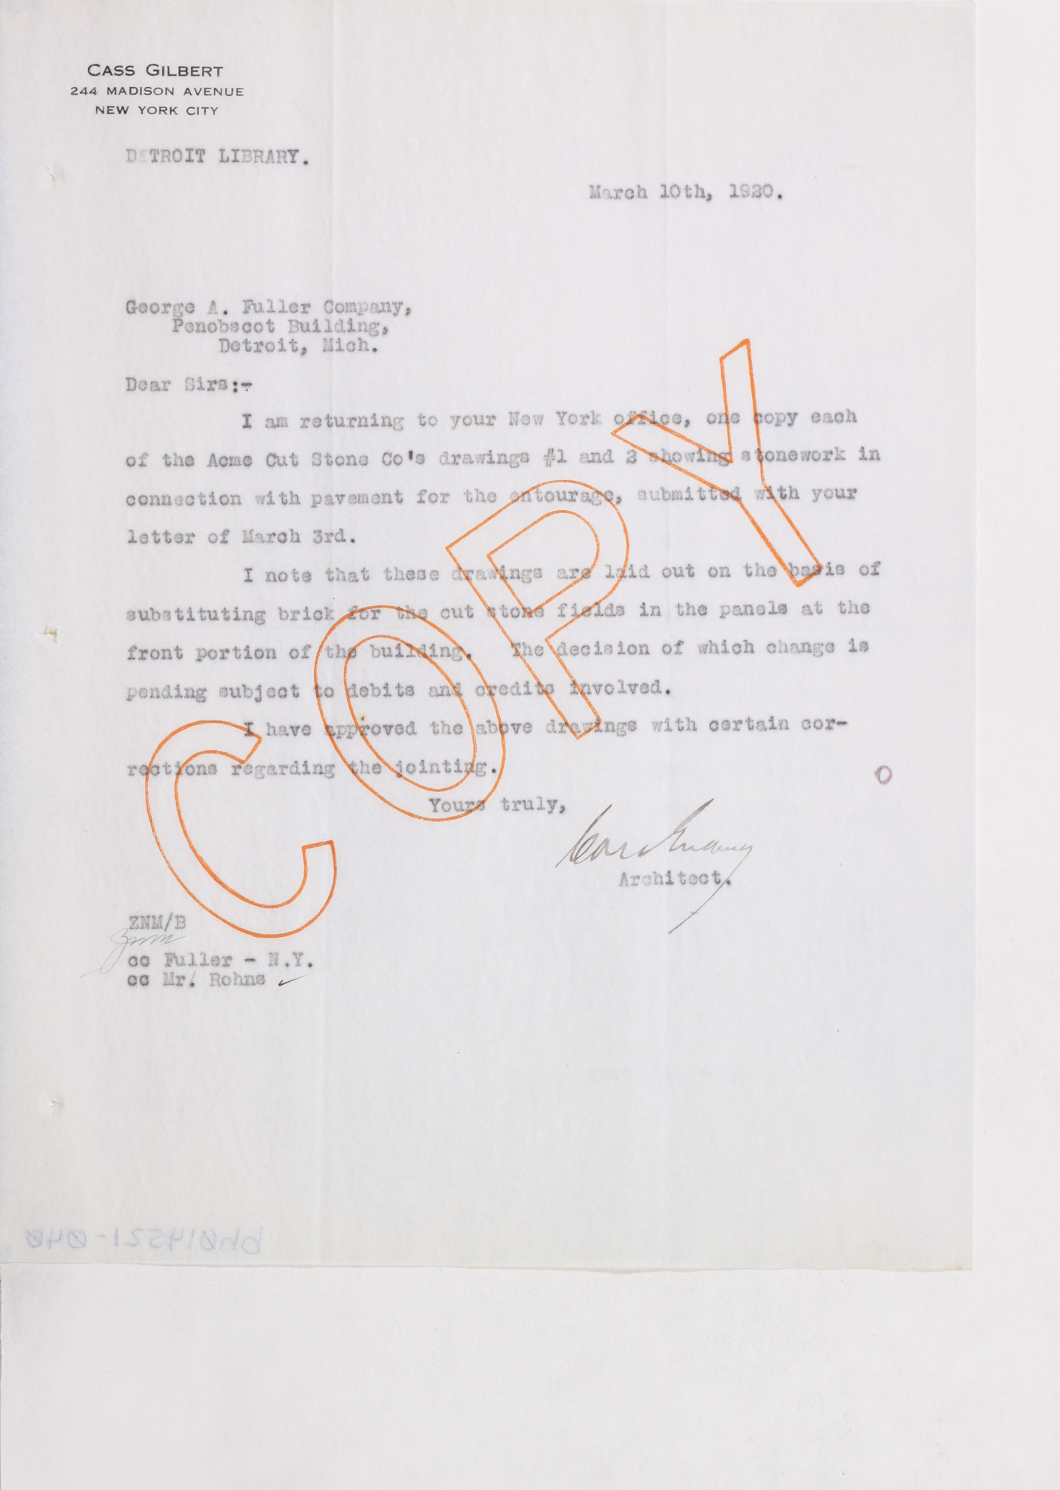 CASS GILBERT
244 MADISON AVENUE
NEW YORK CITY
DETROIT LIBRARY.
March 10th, 1920.
George A. Fuller Company,
Penobscot Building,
Detroit, Mich.
Dear Sirs:-
I am returning to your New York office, one copy each
of the Acme Cut Stone Co's drawings #1 and 2 showing stonework in
connection with pavement for the entourage, submitted with your
letter of March 3rd.
I note that these drawings are laid out on the basis of
substituting brick for the cut stone fields in the panels at the
front portion of the building. The decision of which change is
pending subject to debits and credits involved.
I have approved the above drawings with certain cor-
rections regarding the jointing.
Yours truly,
Cass Gilbert
Architect.
ZNM/B
znm
cc Fuller - N.Y.
cc Mr. Rohns ✓
COPY
O
bh014521-040